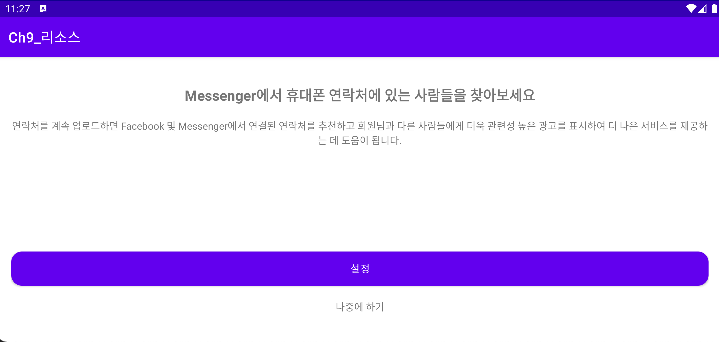 11:27
Ch9_리소스
Messenger에서 휴대폰 연락처에 있는 사람들을 찾아보세요
연락처를 계속 업로드하면 Facebook 및 Messenger에서 연결된 연락처를 추천하고 회원님과 다른 사람들에게 더욱 관련성 높은 광고를 표시하여 더 나은 서비스를 제공하
는 데 도움이 됩니다.
설정
나중에 하기